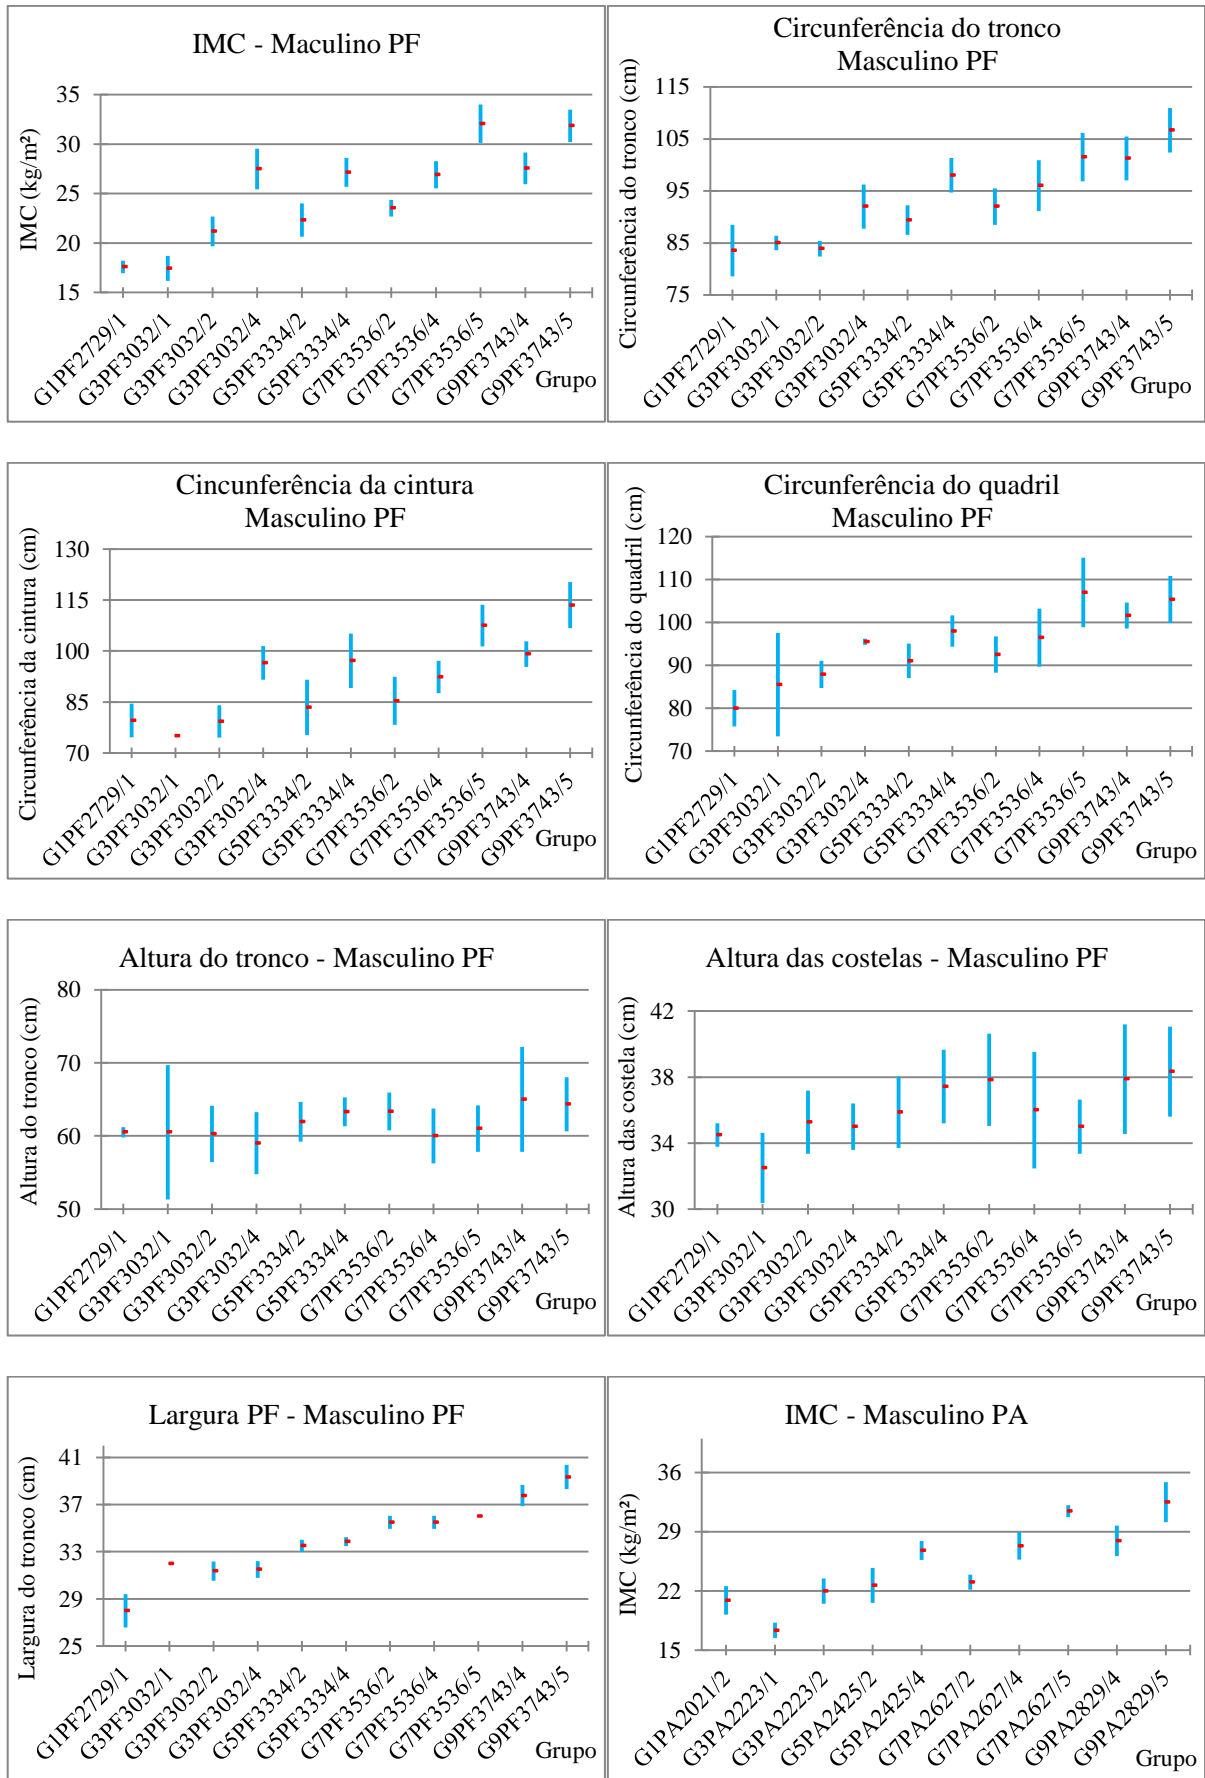 IMC - Maculino PF
IMC (kg/m²)
35
30
25
20
15
G1PF2729/1
G3PF3032/1
G3PF3032/2
G3PF3032/4
G5PF3334/2
G5PF3334/4
G7PF3536/2
G7PF3536/4
G7PF3536/5
G9PF3743/4
G9PF3743/5
Grupo
Circunferência do tronco
Masculino PF
Circunferência do tronco (cm)
115
105
95
85
75
G1PF2729/1
G3PF3032/1
G3PF3032/2
G3PF3032/4
G5PF3334/2
G5PF3334/4
G7PF3536/2
G7PF3536/4
G7PF3536/5
G9PF3743/4
G9PF3743/5
Grupo
Cincunferência da cintura
Masculino PF
Circunferência da cintura (cm)
130
115
100
85
70
G1PF2729/1
G3PF3032/1
G3PF3032/2
G3PF3032/4
G5PF3334/2
G5PF3334/4
G7PF3536/2
G7PF3536/4
G7PF3536/5
G9PF3743/4
G9PF3743/5
Grupo
Circunferência do quadril
Masculino PF
Circunferência do quadril (cm)
120
110
100
90
80
70
G1PF2729/1
G3PF3032/1
G3PF3032/2
G3PF3032/4
G5PF3334/2
G5PF3334/4
G7PF3536/2
G7PF3536/4
G7PF3536/5
G9PF3743/4
G9PF3743/5
Grupo
Altura do tronco - Masculino PF
Altura do tronco (cm)
80
70
60
50
G1PF2729/1
G3PF3032/1
G3PF3032/2
G3PF3032/4
G5PF3334/2
G5PF3334/4
G7PF3536/2
G7PF3536/4
G7PF3536/5
G9PF3743/4
G9PF3743/5
Grupo
Altura das costelas - Masculino PF
Altura das costela (cm)
42
38
34
30
G1PF2729/1
G3PF3032/1
G3PF3032/2
G3PF3032/4
G5PF3334/2
G5PF3334/4
G7PF3536/2
G7PF3536/4
G7PF3536/5
G9PF3743/4
G9PF3743/5
Grupo
Largura PF - Masculino PF
Largura do tronco (cm)
41
37
33
29
25
G1PF2729/1
G3PF3032/1
G3PF3032/2
G3PF3032/4
G5PF3334/2
G5PF3334/4
G7PF3536/2
G7PF3536/4
G7PF3536/5
G9PF3743/4
G9PF3743/5
Grupo
IMC - Masculino PA
IMC (kg/m²)
36
29
22
15
G1PA2021/2
G3PA2223/1
G3PA2223/2
G5PA2425/2
G5PA2425/4
G7PA2627/2
G7PA2627/4
G7PA2627/5
G9PA2829/4
G9PA2829/5
Grupo